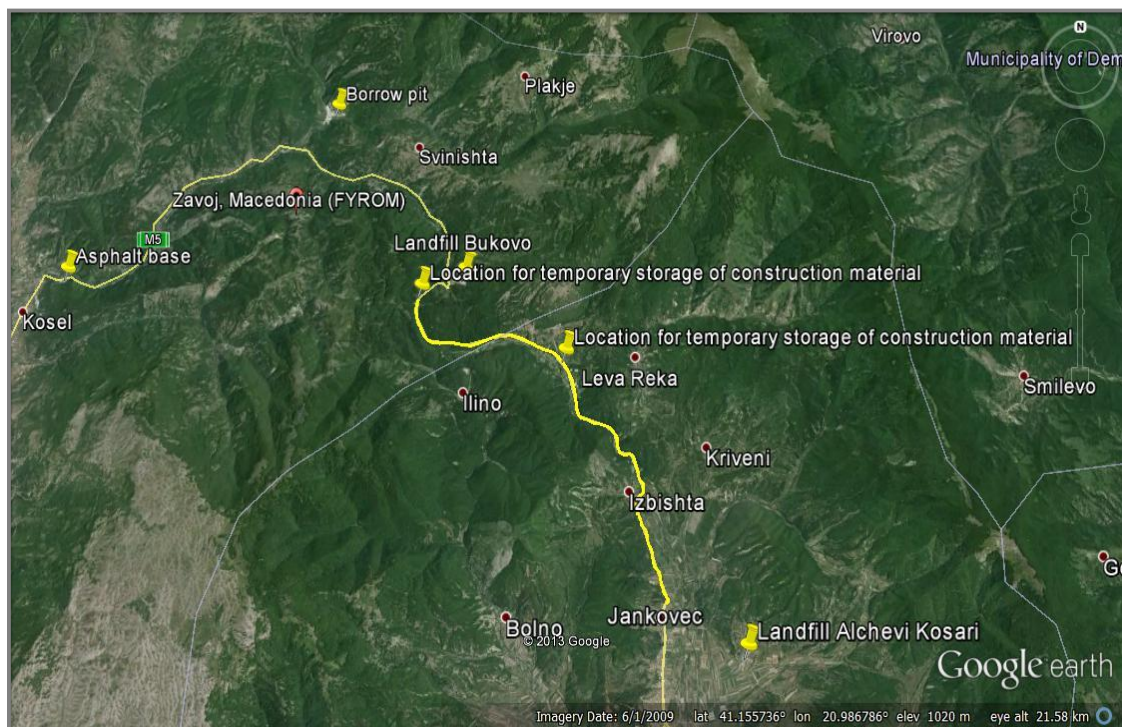 N
Virovo
Municipality of Dem
Plakje
Borrow pit
Svinishta
Zavoj, Macedonia (FYROM)
M5
Landfill Bukovo
Asphalt base
Location for temporary storage of construction material
Kosel
Location for temporary storage of construction material
Leva Reka
Smilevo
Ilino
Kriveni
Izbishta
Ge
Jankovec
Bolno
Landfill Alchevi Kosari
© 2013 Google
Google earth
Imagery Date: 6/1/2009 lat 41.155736° lon 20.986786° elev 1020 m eye alt 21.58 km